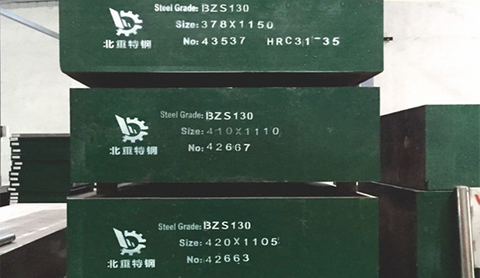 Steel Grade: BZS130
Size: 378X1150
No: 43537 HRC31-35
北重特钢
Steel Grade: BZS130
Size: 410X1110
No: 42667
北重特钢
Steel Grade: BZS130
Size: 420X1105
No: 42663
北重特钢